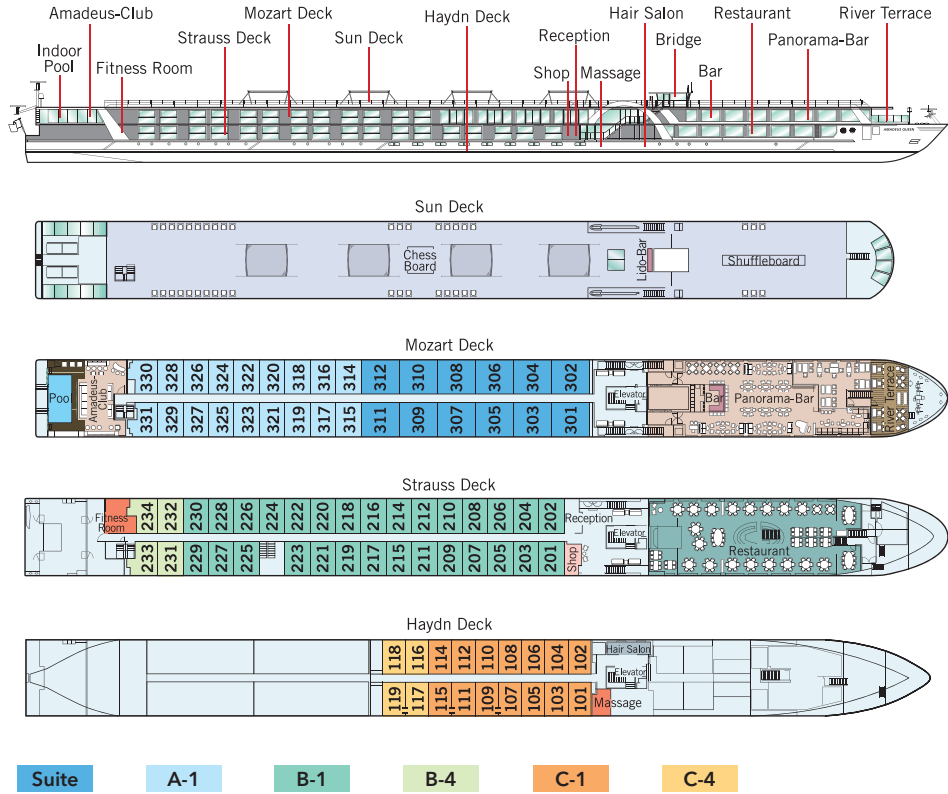 Amadeus-Club
Mozart Deck
Haydn Deck
Hair Salon
Restaurant
River Terrace
Indoor
Pool
Fitness Room
Strauss Deck
Sun Deck
Reception
Shop
Massage
Bridge
Bar
Panorama-Bar
AMADEUS QUEEN
Sun Deck
Chess
Board
Lido-Bar
Shuffleboard
Mozart Deck
Pool
Amadeus-
Club
330 328 326 324 322 320 318 316 314 312 310 308 306 304 302
331 329 327 325 321 319 317 315 311 309 307 305 303 301
Elevator
Bar
Panorama-Bar
River Terrace
Strauss Deck
Fitness
Room
234 232 230 228 226 224 222 220 218 216 214 212 210 208 206 204 202
233 231 229 227 225 223 221 219 217 215 211 209 207 205 203 201
Reception
Shop
Elevator
Restaurant
Haydn Deck
118 116 114 112 110 108 106 104 102
119 117 115 111 109 107 105 103 101
Hair Salon
Elevator
Massage
Suite A-1 B-1 B-4 C-1 C-4